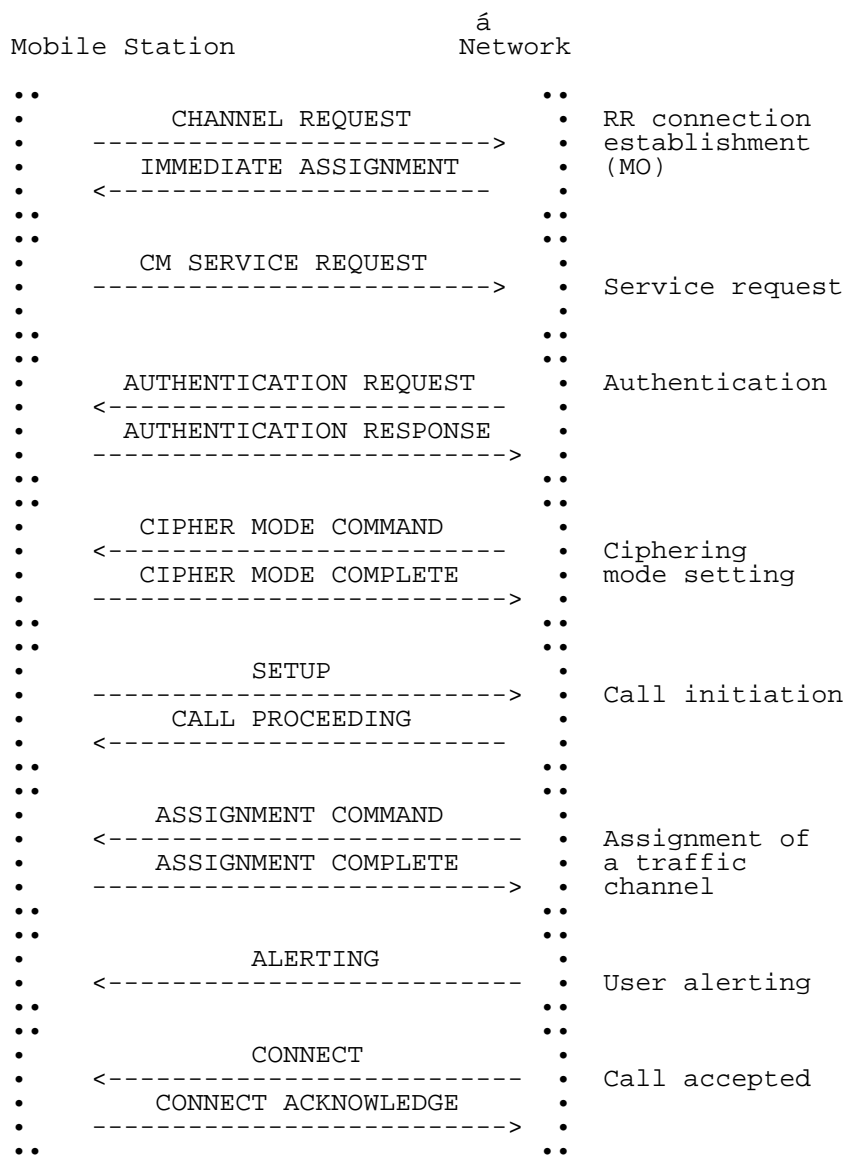 á
Mobile Station Network
CHANNEL REQUEST RR connection
-------------------------> establishment
IMMEDIATE ASSIGNMENT (MO)
<------------------------
CM SERVICE REQUEST
-------------------------> Service request
AUTHENTICATION REQUEST Authentication
<-------------------------
AUTHENTICATION RESPONSE
-------------------------->
CIPHER MODE COMMAND
<------------------------- Ciphering
CIPHER MODE COMPLETE mode setting
-------------------------->
SETUP
--------------------------> Call initiation
CALL PROCEEDING
<-------------------------
ASSIGNMENT COMMAND
<-------------------------- Assignment of
ASSIGNMENT COMPLETE a traffic
--------------------------> channel
ALERTING
<-------------------------- User alerting
CONNECT
<-------------------------- Call accepted
CONNECT ACKNOWLEDGE
-------------------------->